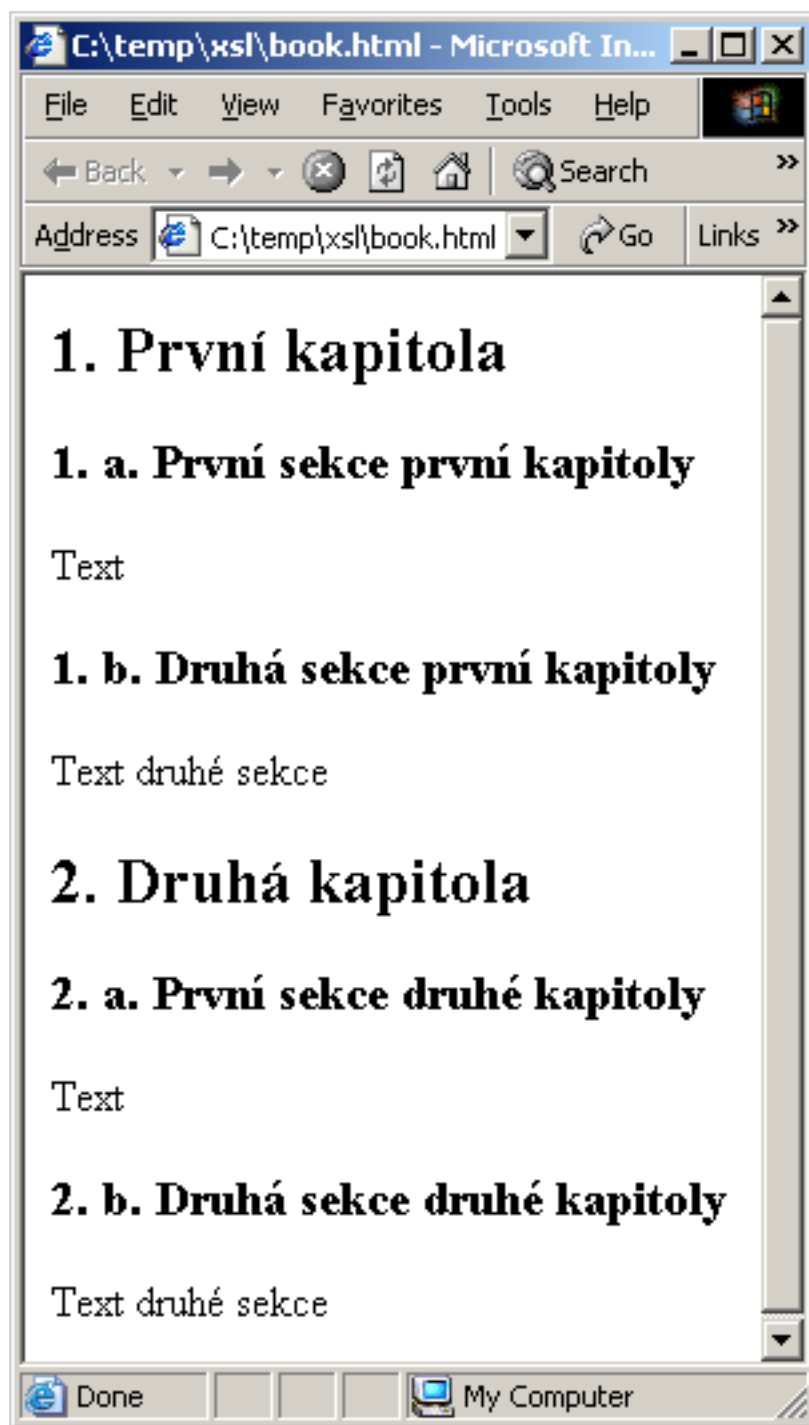 C:\temp\xsl\book.html - Microsoft In...
File Edit View Favorites Tools Help
Back Search »
Address C:\temp\xsl\book.html Go Links »
1. První kapitola
1. a. První sekce první kapitoly
Text
1. b. Druhá sekce první kapitoly
Text druhé sekce
2. Druhá kapitola
2. a. První sekce druhé kapitoly
Text
2. b. Druhá sekce druhé kapitoly
Text druhé sekce
Done My Computer